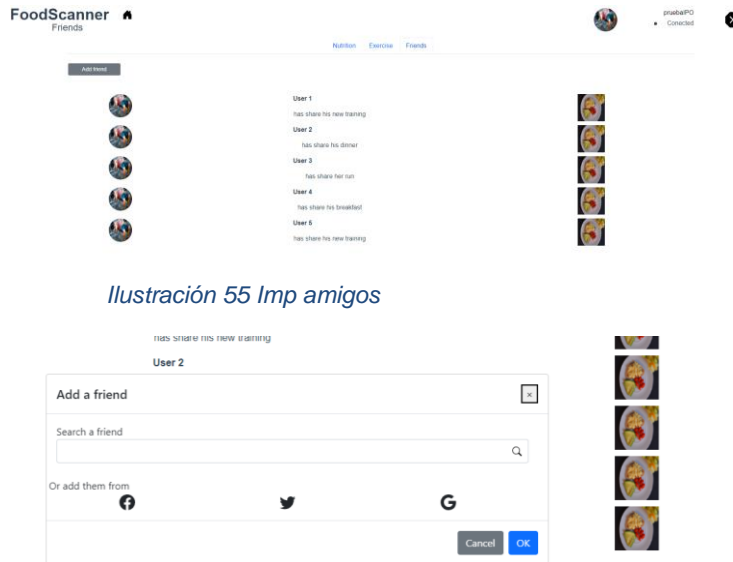 FoodScanner
Friends
pruebaIPO
Conected
Nutrition Exercise Friends
Add friend
User 1
has share his new training
User 2
has share his dinner
User 3
has share her run
User 4
has share his breakfast
User 5
has share his new training
Ilustración 55 Imp amigos
has share his new training
User 2
Add a friend
×
Search a friend
Or add them from
Cancel OK